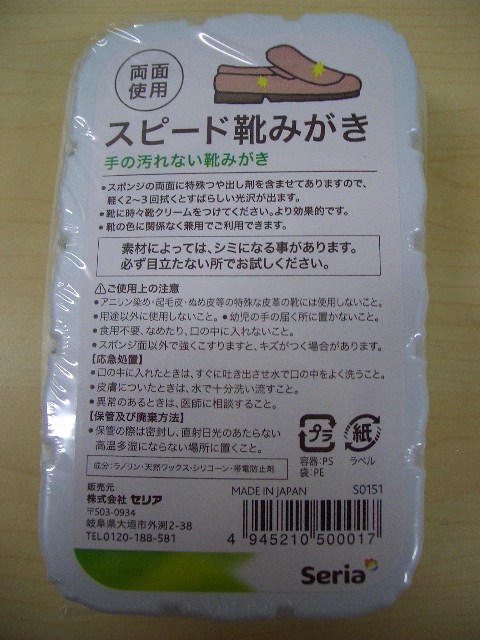 両面
使用
スピード靴みがき
手の汚れない靴みがき
•スポンジの両面に特殊つや出し剤を含ませてありますので、
軽く2〜3回拭くとすばらしい光沢が出ます。
•靴に時々靴クリームをつけてください。より効果的です。
•靴の色に関係なく兼用でご利用できます。
素材によっては、シミになる事があります。
必ず目立たない所でお試しください。
⚠ご使用上の注意
•アニリン染め・起毛皮・ぬめ皮等の特殊な皮革の靴には使用しないこと。
•用途以外に使用しないこと。•幼児の手の届く所に置かないこと。
•食用不要、なめたり、口の中に入れないこと。
•スポンジ面以外で強くこすりますと、キズがつく場合があります。
【応急処置】
•口の中に入れたときは、すぐに吐き出させ水で口の中をよく洗うこと。
•皮膚についたときは、水で十分洗い流すこと。
•異常のあるときは、医師に相談すること。
【保管及び廃棄方法】
•保管の際は密封し、直射日光のあたらない
高温多湿にならない場所に置くこと。
プラ 紙
容器:PS ラベル
袋:PE
成分:ラノリン・天然ワックス・シリコーン・帯電防止剤
販売元
株式会社 セリア
〒503-0934
岐阜県大垣市外渕2-38
TEL0120-188-581
MADE IN JAPAN S0151
4 945210 500017
Seria